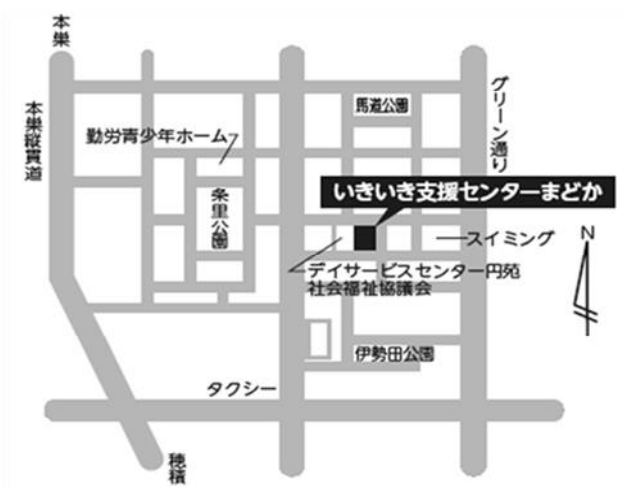 本巣
本巣縦貫道
グリーン通り
馬道公園
勤労青少年ホーム
条里公園
いきいき支援センターまどか
スイミング
N
デイサービスセンター円苑
社会福祉協議会
伊勢田公園
タクシー
穂積